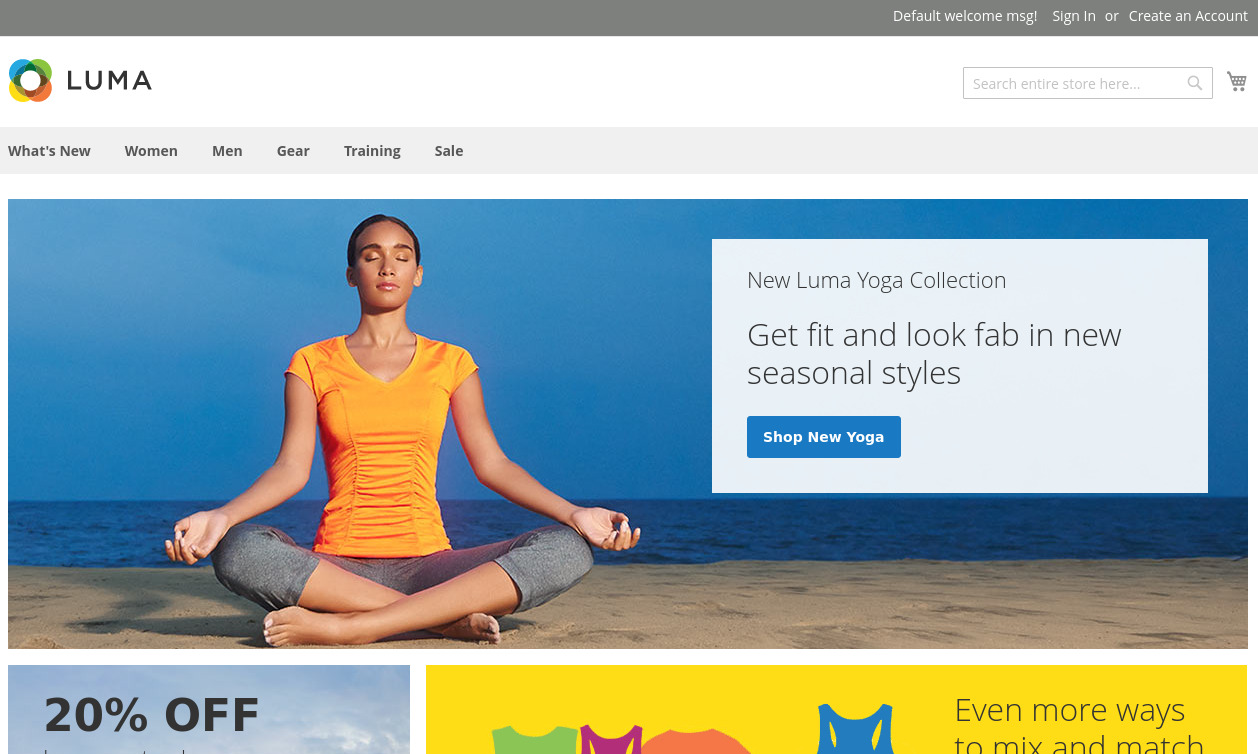 Default welcome msg! Sign In or Create an Account
LUMA
Search entire store here...
What's New Women Men Gear Training Sale
New Luma Yoga Collection
Get fit and look fab in new
seasonal styles
Shop New Yoga
20% OFF
Even more ways
to mix and match